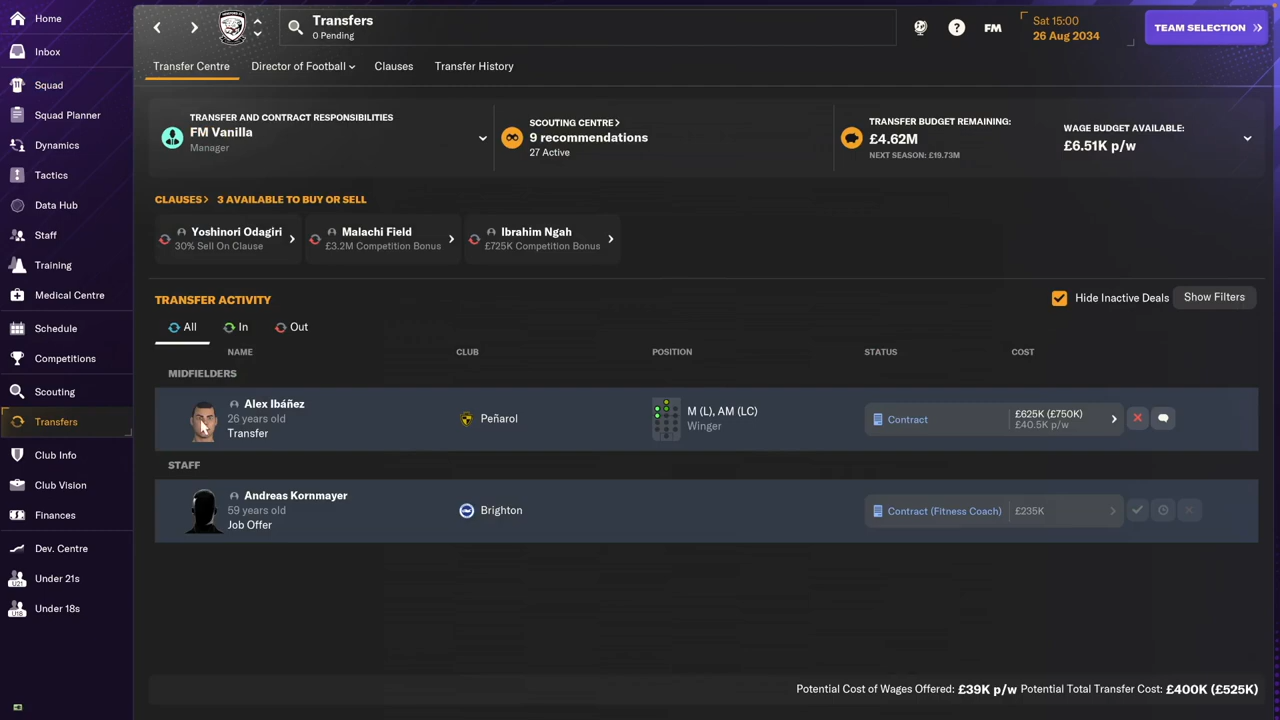 Home
Inbox
Squad
Squad Planner
Dynamics
Tactics
Data Hub
Staff
Training
Medical Centre
Schedule
Competitions
Scouting
Transfers
Club Info
Club Vision
Finances
Dev. Centre
U21 Under 21s
U18 Under 18s
Transfers
0 Pending
? FM
Sat 15:00
26 Aug 2034
TEAM SELECTION
Transfer Centre Director of Football Clauses Transfer History
TRANSFER AND CONTRACT RESPONSIBILITIES
FM Vanilla
Manager
SCOUTING CENTRE
9 recommendations
27 Active
TRANSFER BUDGET REMAINING:
£4.62M
NEXT SEASON: £19.73M
WAGE BUDGET AVAILABLE:
£6.51K p/w
CLAUSES 3 AVAILABLE TO BUY OR SELL
Yoshinori Odagiri
30% Sell On Clause
Malachi Field
£3.2M Competition Bonus
Ibrahim Ngah
£725K Competition Bonus
TRANSFER ACTIVITY
Hide Inactive Deals Show Filters
All In Out
NAME CLUB POSITION STATUS COST
MIDFIELDERS
Alex Ibáñez
26 years old
Transfer
Peñarol
M (L), AM (LC)
Winger
Contract
£625K (£750K)
£40.5K p/w
STAFF
Andreas Kornmayer
59 years old
Job Offer
Brighton
Contract (Fitness Coach) £235K
Potential Cost of Wages Offered: £39K p/w Potential Total Transfer Cost: £400K (£525K)